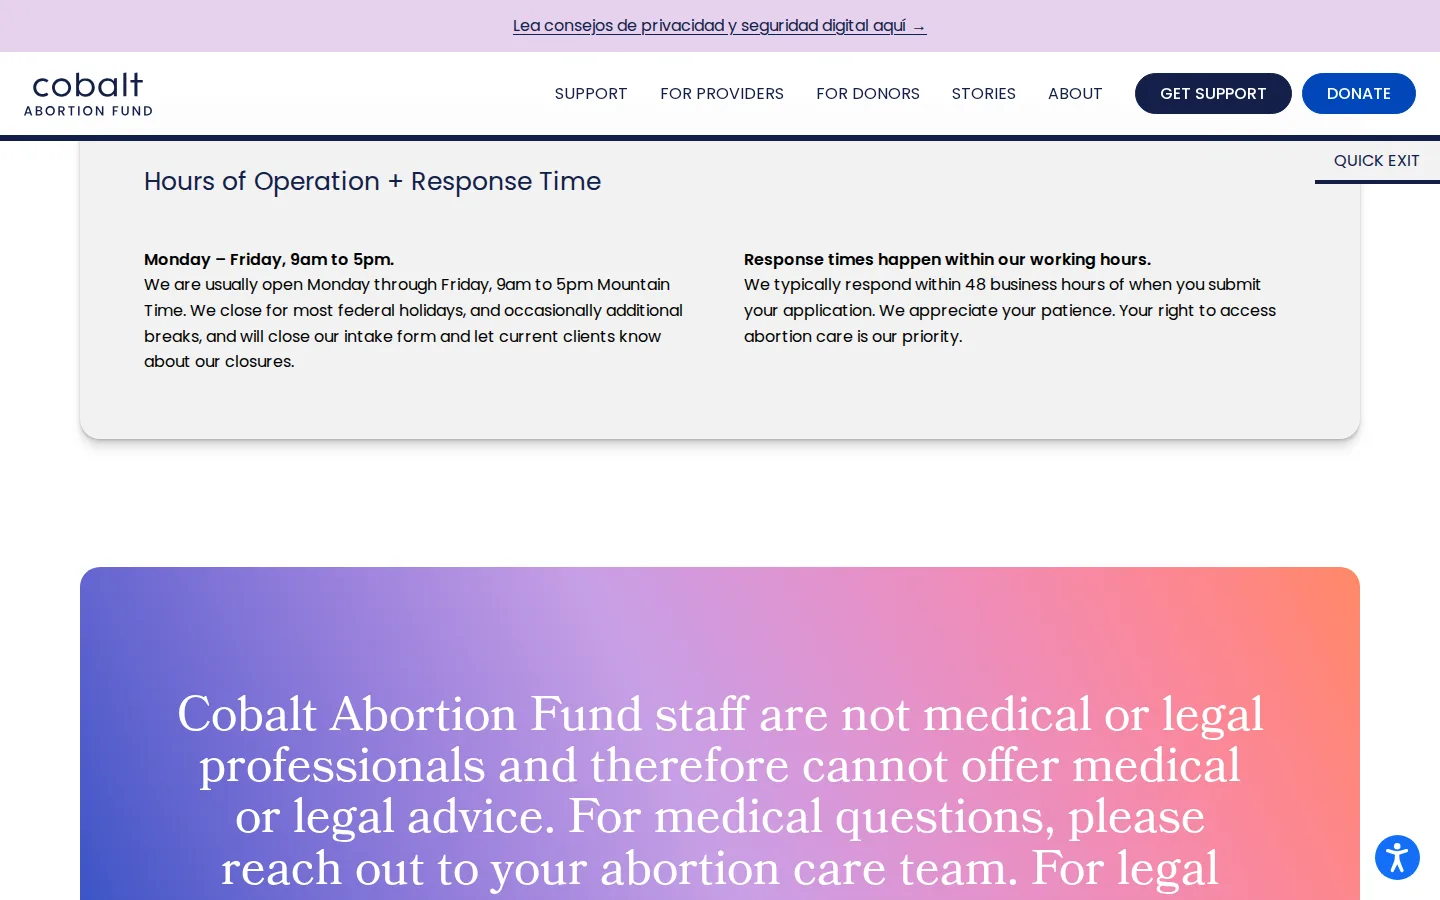 Lea consejos de privacidad y seguridad digital aquí →
cobalt
ABORTION FUND
SUPPORT
FOR PROVIDERS
FOR DONORS
STORIES
ABOUT
GET SUPPORT
DONATE
QUICK EXIT
Hours of Operation + Response Time
Monday – Friday, 9am to 5pm.
We are usually open Monday through Friday, 9am to 5pm Mountain
Time. We close for most federal holidays, and occasionally additional
breaks, and will close our intake form and let current clients know
about our closures.
Response times happen within our working hours.
We typically respond within 48 business hours of when you submit
your application. We appreciate your patience. Your right to access
abortion care is our priority.
Cobalt Abortion Fund staff are not medical or legal
professionals and therefore cannot offer medical
or legal advice. For medical questions, please
reach out to your abortion care team. For legal